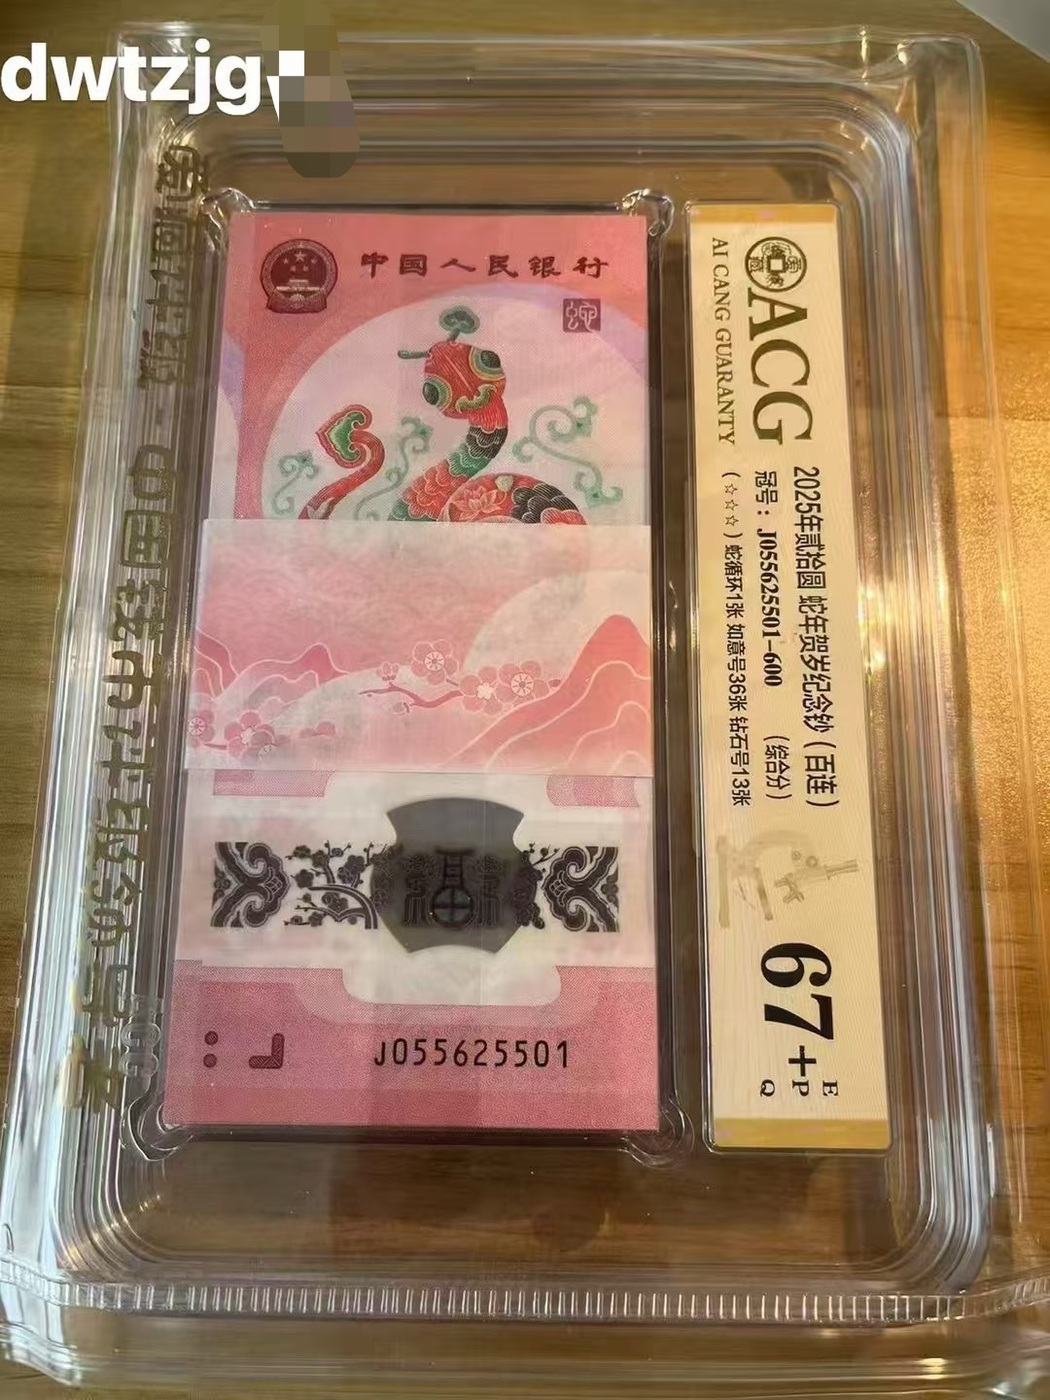 dwtzjg
中国人民银行
蛇
J055625501
ACG
AI CANG GUARANTY
2025年贰拾圆 蛇年贺岁纪念钞（百连）
冠号：J055625501-600 （综合分）
（☆☆☆）蛇循环1张 如意号36张 钻石号13张
67+
E
P
Q